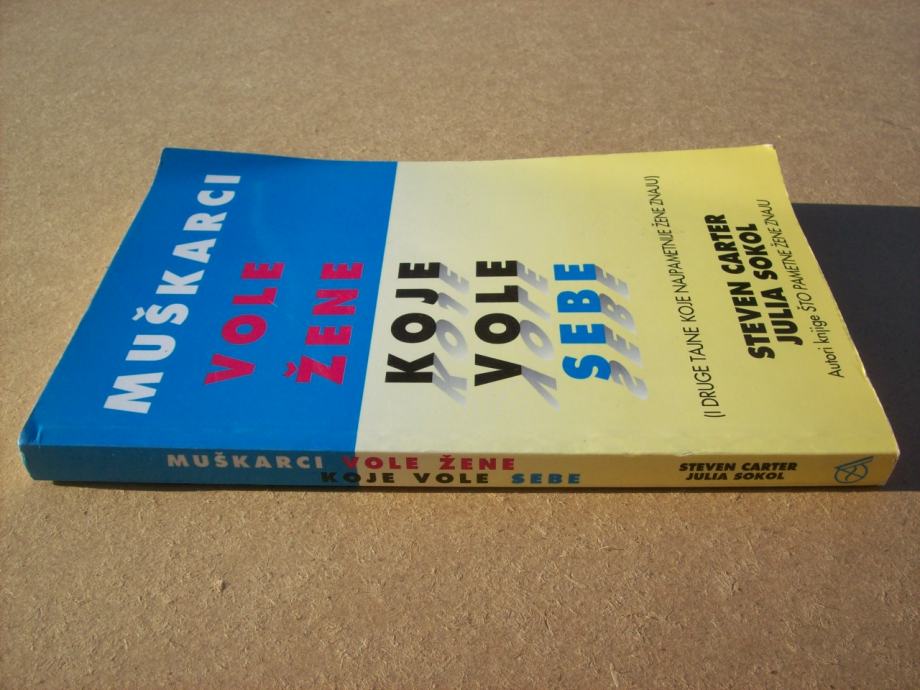 MUŠKARCI
VOLE
ŽENE
KOJE
VOLE
SEBE
(I DRUGE TAJNE KOJE NAJPAMETNIJE ŽENE ZNAJU)
STEVEN CARTER
JULIA SOKOL
Autori knjige ŠTO PAMETNE ŽENE ZNAJU
MUŠKARCI VOLE ŽENE
KOJE VOLE SEBE
STEVEN CARTER
JULIA SOKOL